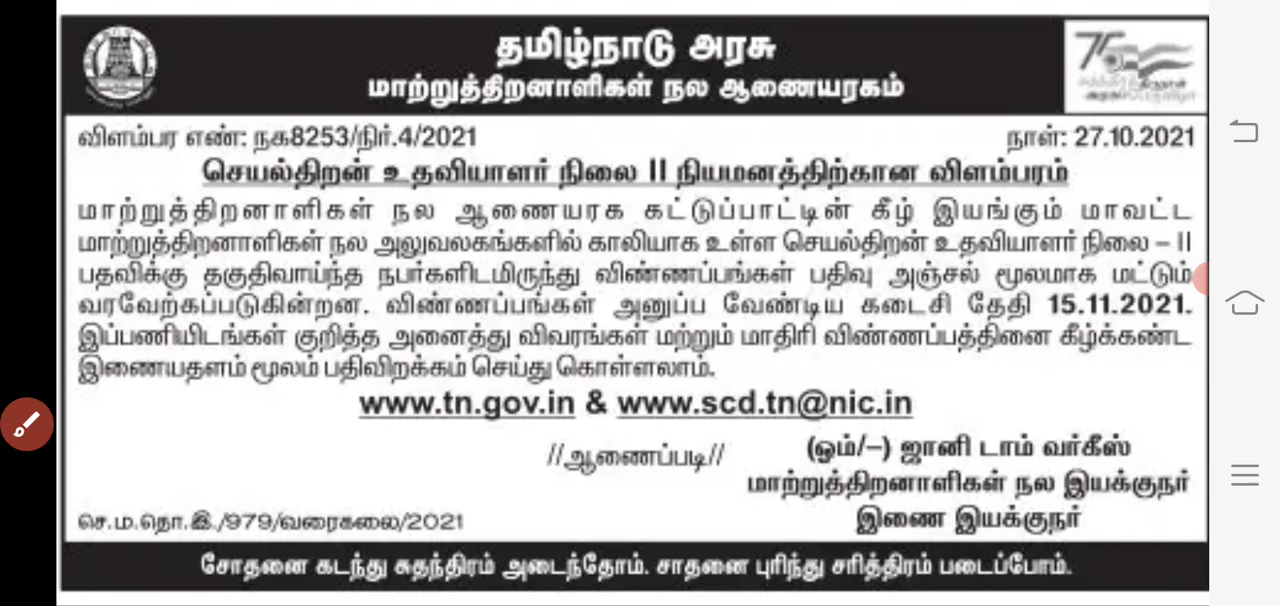 தமிழ்நாடு அரசு
மாற்றுத்திறனாளிகள் நல ஆணையரகம்
விளம்பர எண்: நக8253/நிர்.4/2021 நாள்: 27.10.2021
செயல்திறன் உதவியாளர் நிலை II நியமனத்திற்கான விளம்பரம்
மாற்றுத்திறனாளிகள் நல ஆணையரக கட்டுப்பாட்டின் கீழ் இயங்கும் மாவட்ட
மாற்றுத்திறனாளிகள் நல அலுவலகங்களில் காலியாக உள்ள செயல்திறன் உதவியாளர் நிலை – II
பதவிக்கு தகுதிவாய்ந்த நபர்களிடமிருந்து விண்ணப்பங்கள் பதிவு அஞ்சல் மூலமாக மட்டும்
வரவேற்கப்படுகின்றன. விண்ணப்பங்கள் அனுப்ப வேண்டிய கடைசி தேதி 15.11.2021.
இப்பணியிடங்கள் குறித்த அனைத்து விவரங்கள் மற்றும் மாதிரி விண்ணப்பத்தினை கீழ்க்கண்ட
இணையதளம் மூலம் பதிவிறக்கம் செய்து கொள்ளலாம்.
www.tn.gov.in & www.scd.tn@nic.in
//ஆணைப்படி// (ஓம்/–) ஜானி டாம் வர்கீஸ்
மாற்றுத்திறனாளிகள் நல இயக்குநர்
செ.ம.தொ.இ./979/வரைகலை/2021 இணை இயக்குநர்
சோதனை கடந்து சுதந்திரம் அடைந்தோம். சாதனை புரிந்து சரித்திரம் படைப்போம்.